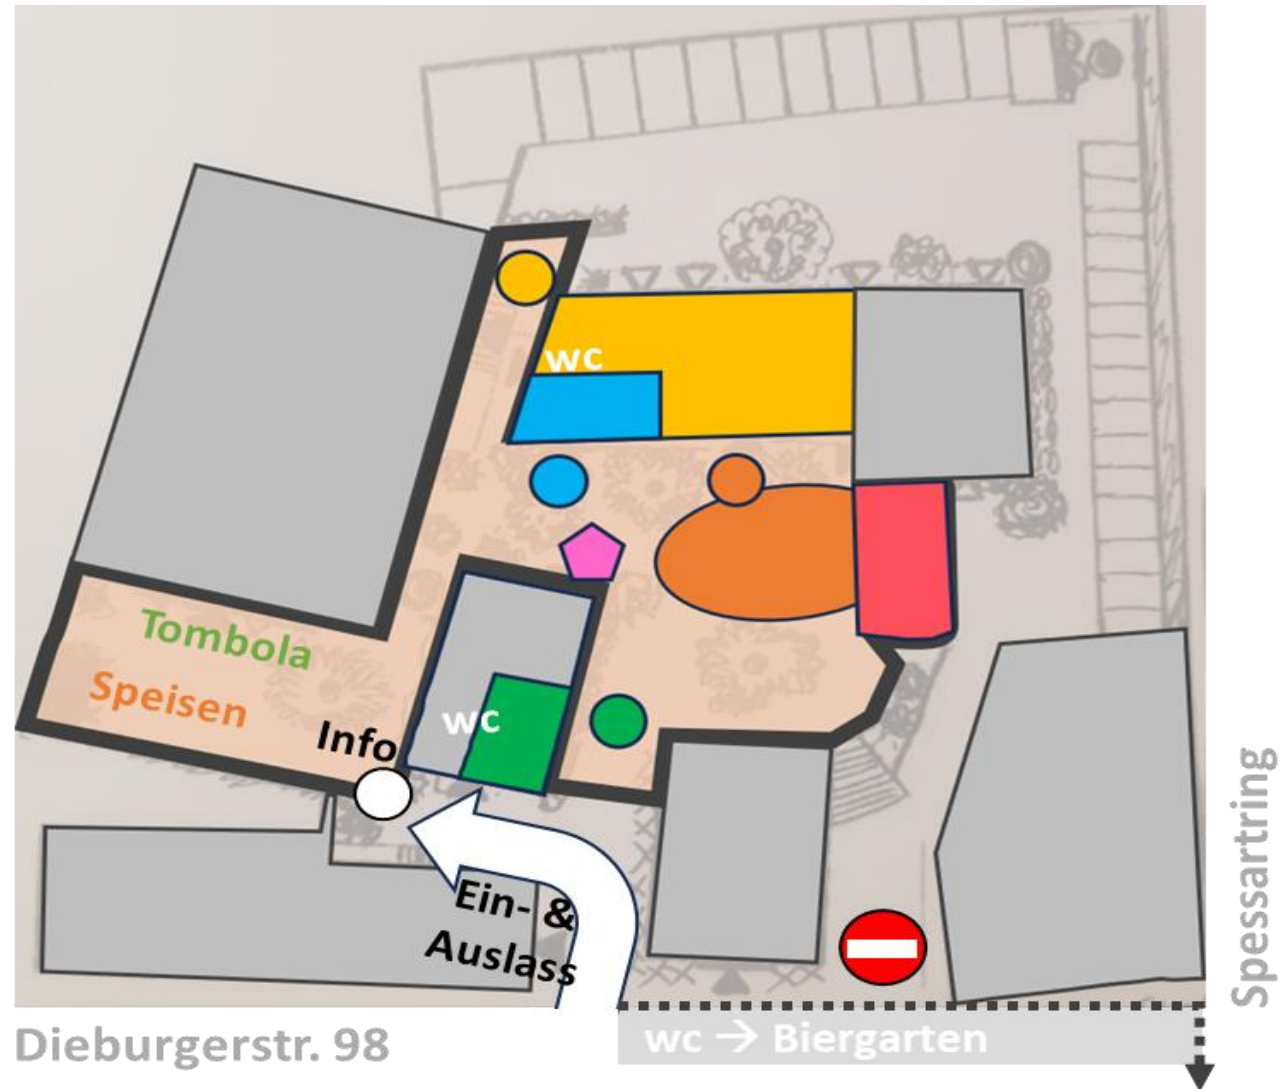 wc
Tombola
Speisen
Info
wc
Ein- &
Auslass
Spessartring
Dieburgerstr. 98
wc → Biergarten